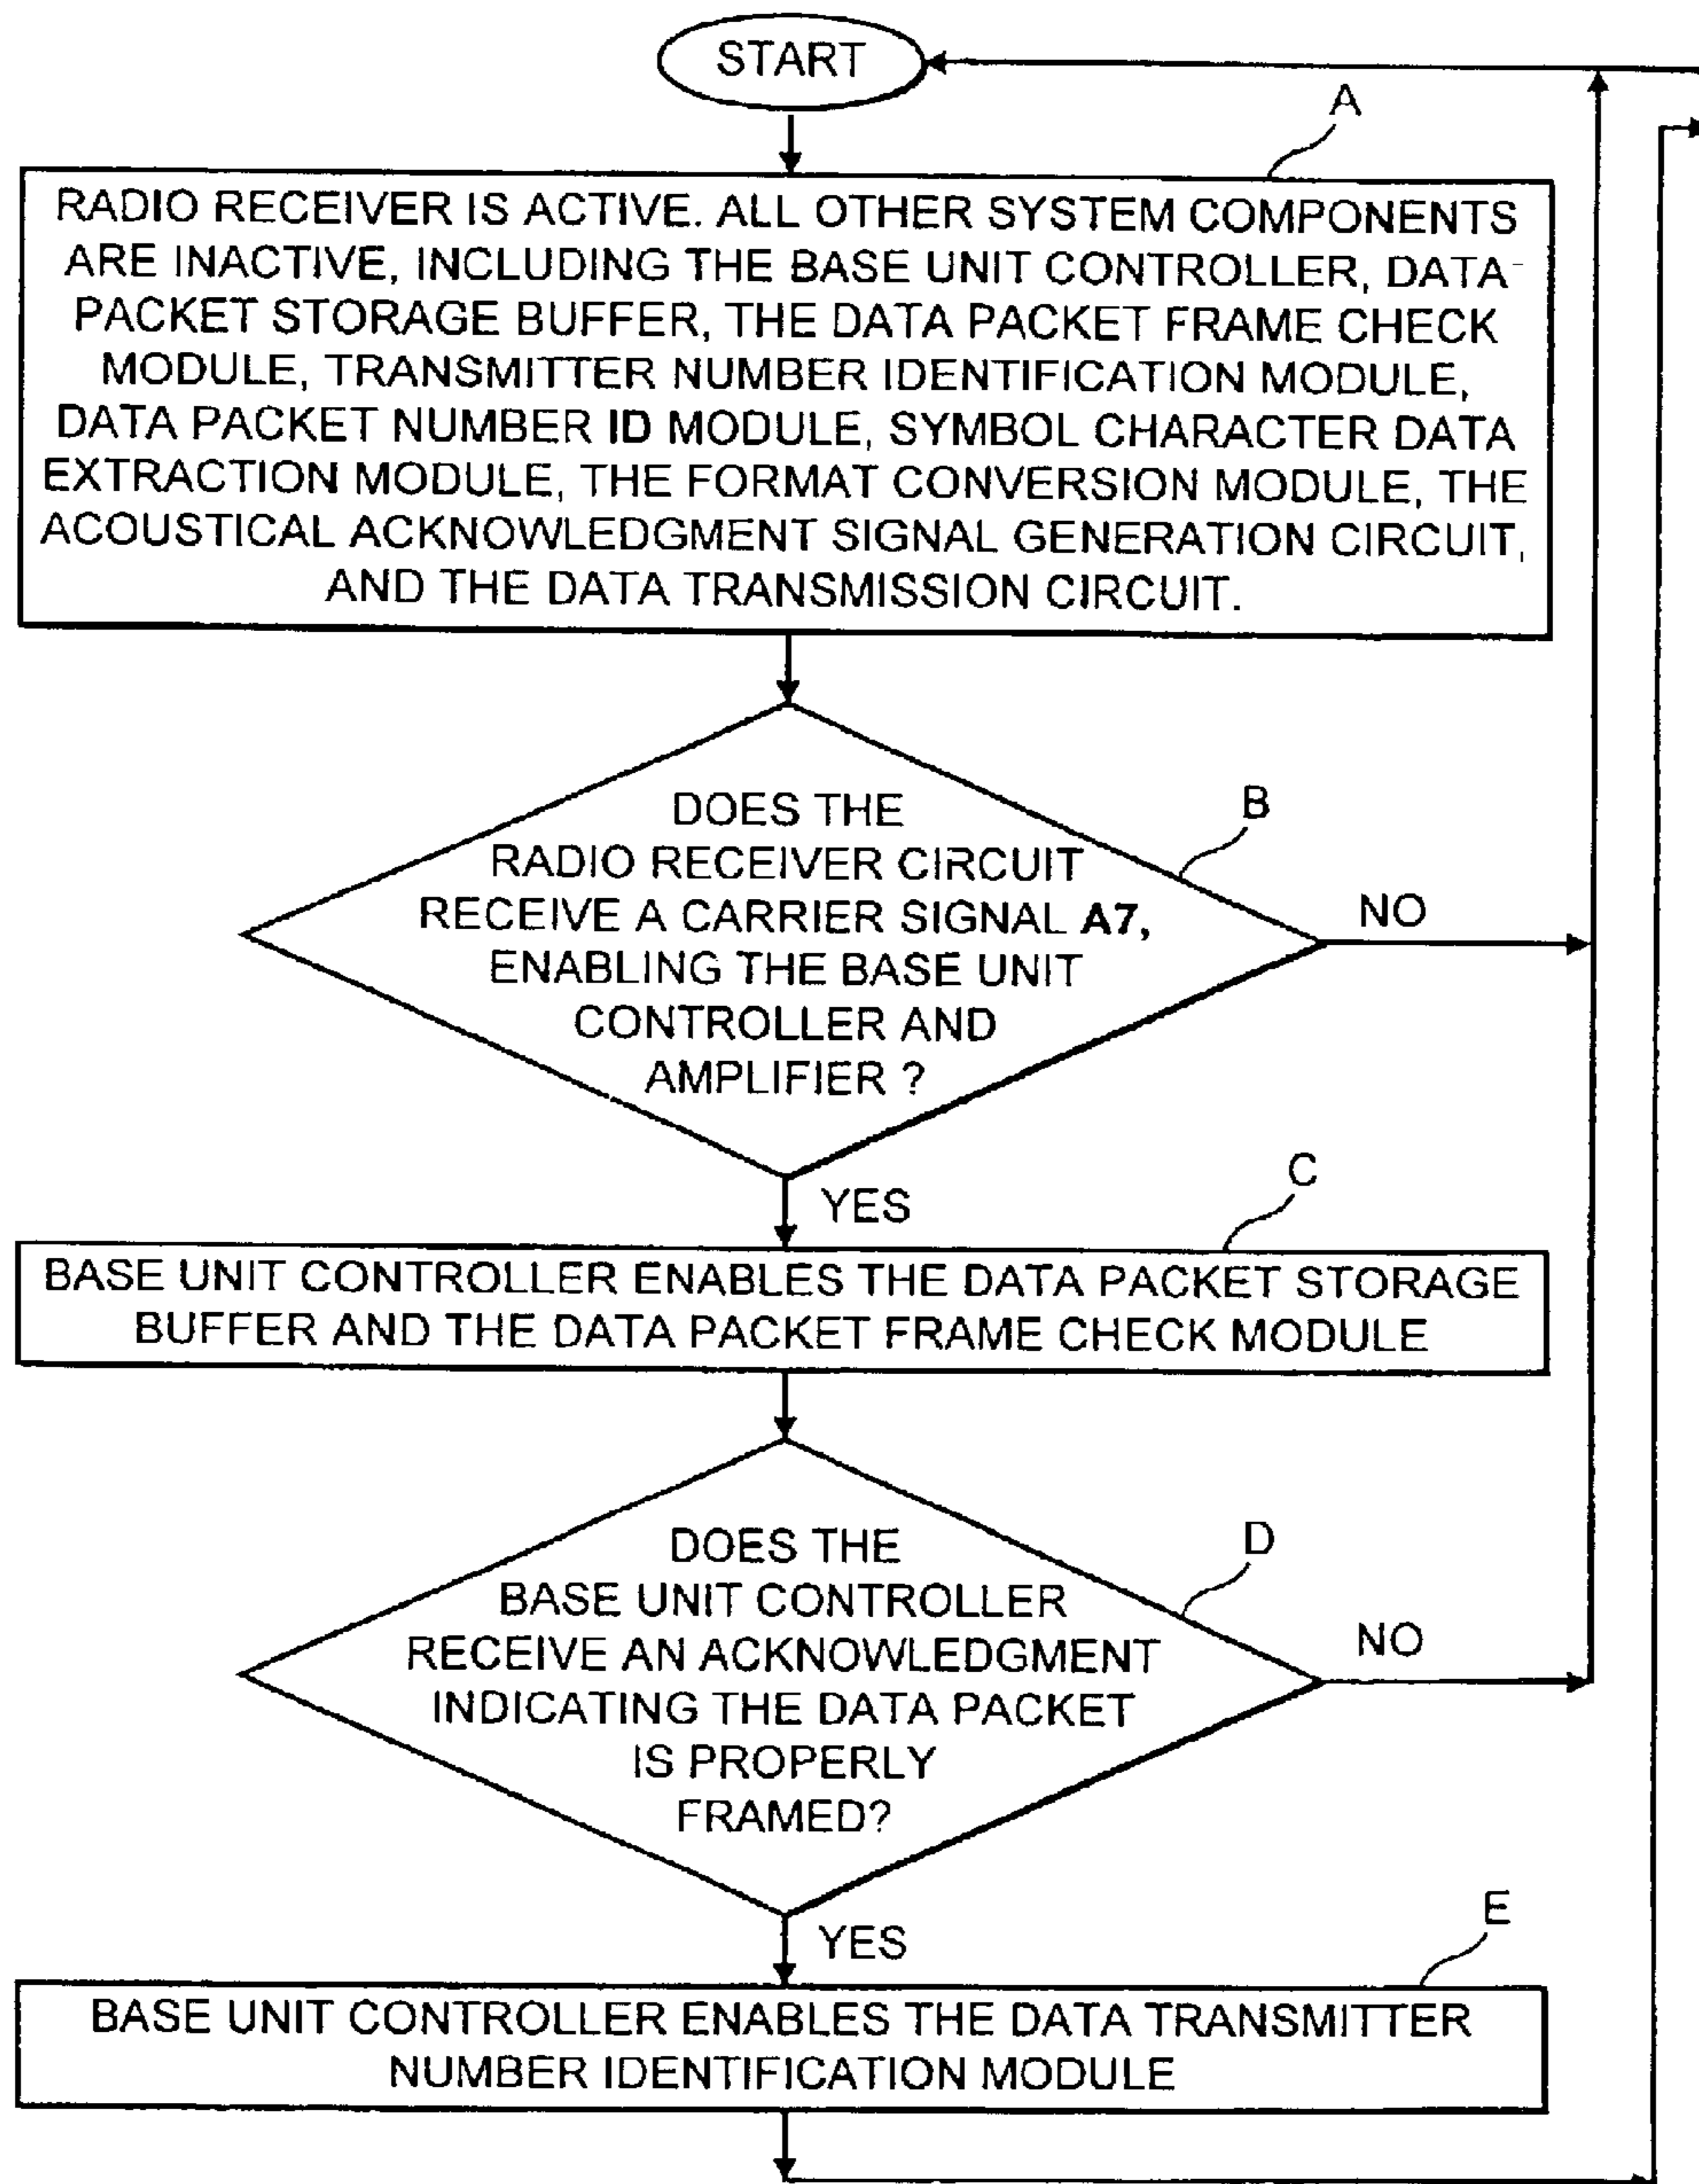 START
A
RADIO RECEIVER IS ACTIVE. ALL OTHER SYSTEM COMPONENTS
ARE INACTIVE, INCLUDING THE BASE UNIT CONTROLLER, DATA
PACKET STORAGE BUFFER, THE DATA PACKET FRAME CHECK
MODULE, TRANSMITTER NUMBER IDENTIFICATION MODULE,
DATA PACKET NUMBER ID MODULE, SYMBOL CHARACTER DATA
EXTRACTION MODULE, THE FORMAT CONVERSION MODULE, THE
ACOUSTICAL ACKNOWLEDGMENT SIGNAL GENERATION CIRCUIT,
AND THE DATA TRANSMISSION CIRCUIT.
B
DOES THE
RADIO RECEIVER CIRCUIT
RECEIVE A CARRIER SIGNAL A7,
ENABLING THE BASE UNIT
CONTROLLER AND
AMPLIFIER ?
NO
YES
C
BASE UNIT CONTROLLER ENABLES THE DATA PACKET STORAGE
BUFFER AND THE DATA PACKET FRAME CHECK MODULE
D
DOES THE
BASE UNIT CONTROLLER
RECEIVE AN ACKNOWLEDGMENT
INDICATING THE DATA PACKET
IS PROPERLY
FRAMED?
NO
YES
E
BASE UNIT CONTROLLER ENABLES THE DATA TRANSMITTER
NUMBER IDENTIFICATION MODULE